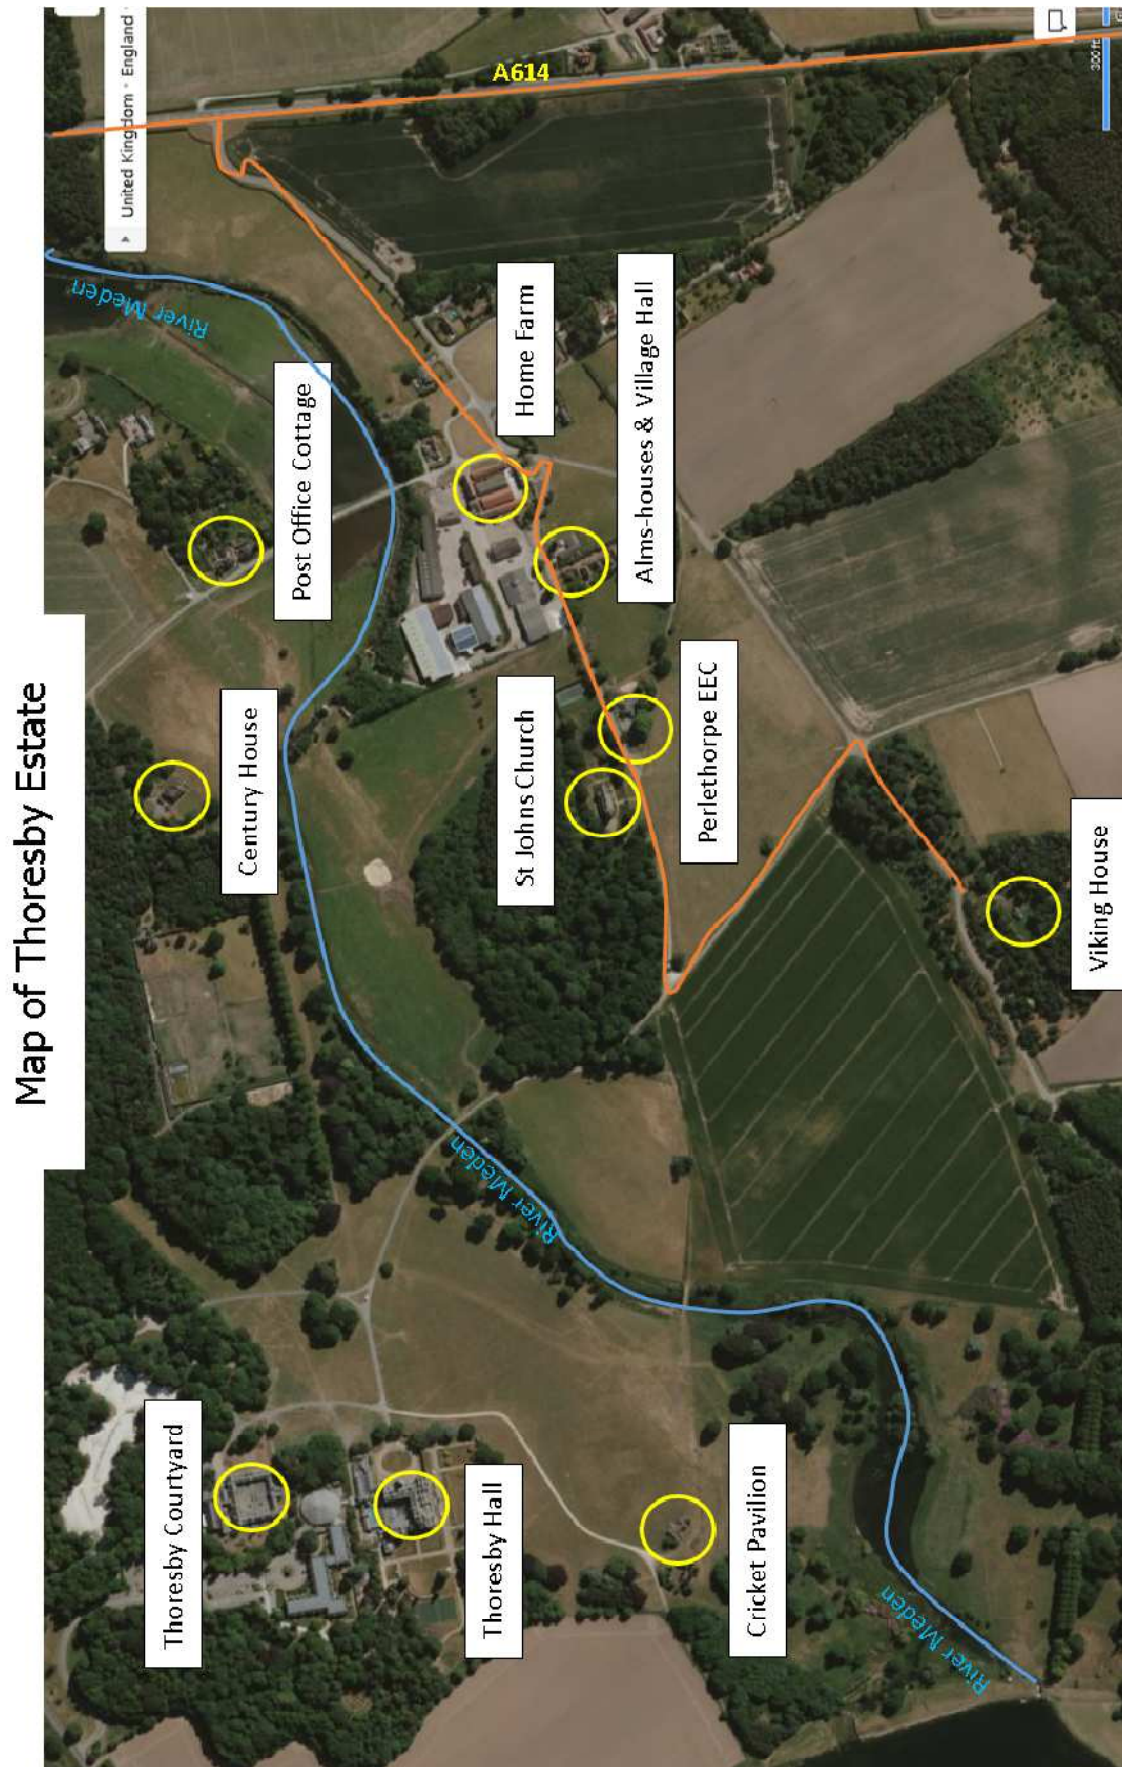 Map of Thoresby Estate
United Kingdom · England
A614
300 ft
River Meden
Post Office Cottage
Century House
Home Farm
Alms-houses & Village Hall
St Johns Church
Perlethorpe EEC
Viking House
River Meden
Thoresby Courtyard
Thoresby Hall
Cricket Pavilion
River Meden